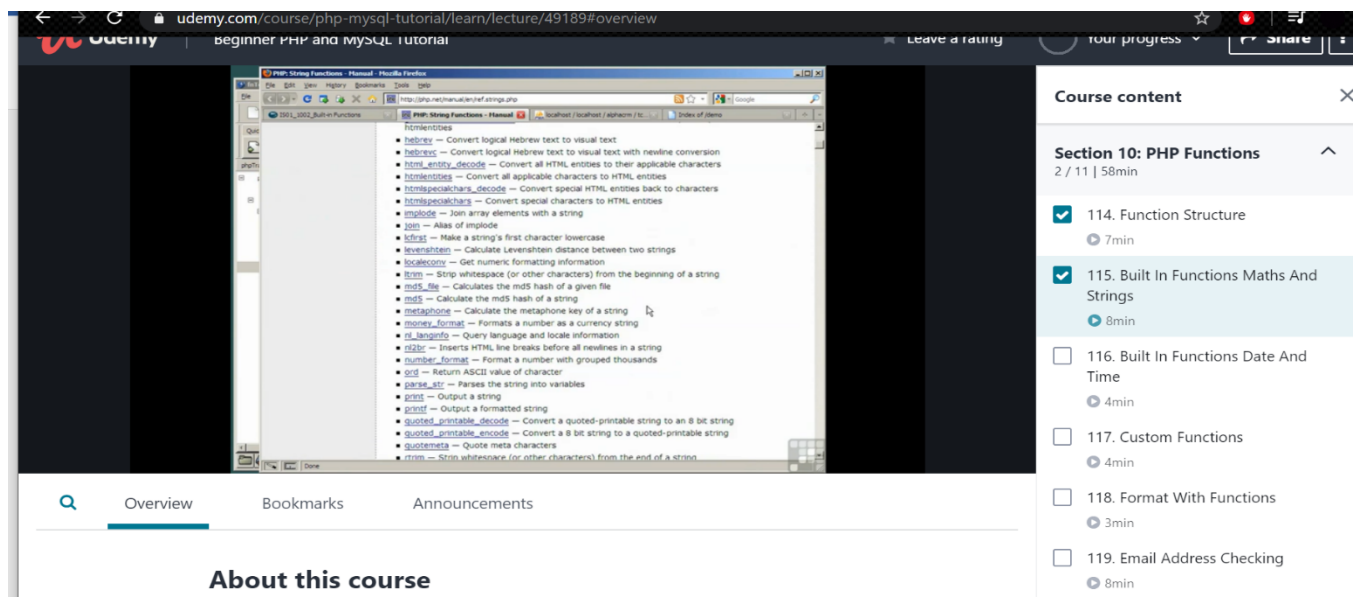 udemy.com/course/php-mysql-tutorial/learn/lecture/49189#overview
Udemy
Beginner PHP and MySQL Tutorial
Leave a rating
Your progress
Share
PHP: String Functions - Manual - Mozilla Firefox
File Edit View History Bookmarks Tools Help
http://php.net/manual/en/ref.strings.php
Google
PHP: String Functions - Manual
Index of /demo
htmlentities
hebrev — Convert logical Hebrew text to visual text
hebrevc — Convert logical Hebrew text to visual text with newline conversion
html_entity_decode — Convert all HTML entities to their applicable characters
htmlentities — Convert all applicable characters to HTML entities
htmlspecialchars_decode — Convert special HTML entities back to characters
htmlspecialchars — Convert special characters to HTML entities
implode — Join array elements with a string
join — Alias of implode
lcfirst — Make a string's first character lowercase
levenshtein — Calculate Levenshtein distance between two strings
localeconv — Get numeric formatting information
ltrim — Strip whitespace (or other characters) from the beginning of a string
md5_file — Calculates the md5 hash of a given file
md5 — Calculate the md5 hash of a string
metaphone — Calculate the metaphone key of a string
money_format — Formats a number as a currency string
nl_langinfo — Query language and locale information
nl2br — Inserts HTML line breaks before all newlines in a string
number_format — Format a number with grouped thousands
ord — Return ASCII value of character
parse_str — Parses the string into variables
print — Output a string
printf — Output a formatted string
quoted_printable_decode — Convert a quoted-printable string to an 8 bit string
quoted_printable_encode — Convert a 8 bit string to a quoted-printable string
quotemeta — Quote meta characters
rtrim — Strip whitespace (or other characters) from the end of a string
Done
Overview
Bookmarks
Announcements
About this course
Course content
Section 10: PHP Functions
2 / 11 | 58min
114. Function Structure
7min
115. Built In Functions Maths And
Strings
8min
116. Built In Functions Date And
Time
4min
117. Custom Functions
4min
118. Format With Functions
3min
119. Email Address Checking
8min